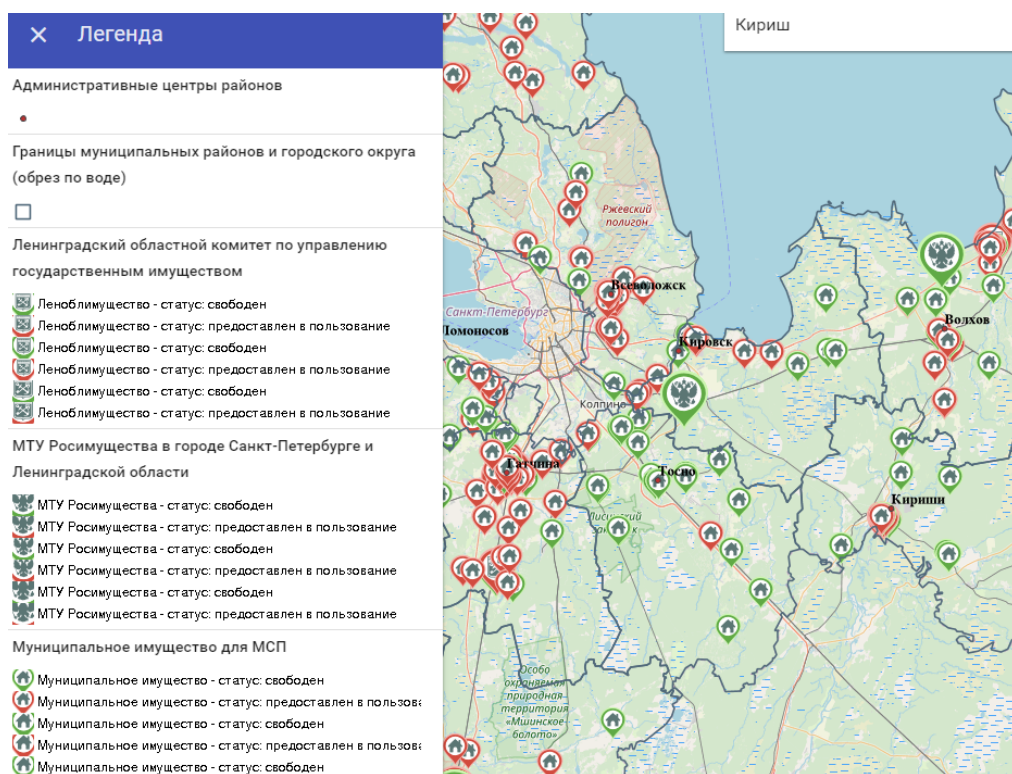 Легенда
Административные центры районов
Границы муниципальных районов и городского округа
(обрез по воде)
Ленинградский областной комитет по управлению
государственным имуществом
Леноблимущество - статус: свободен
Леноблимущество - статус: предоставлен в пользование
Леноблимущество - статус: свободен
Леноблимущество - статус: предоставлен в пользование
Леноблимущество - статус: свободен
Леноблимущество - статус: предоставлен в пользование
МТУ Росимущества в городе Санкт-Петербурге и
Ленинградской области
МТУ Росимущества - статус: свободен
МТУ Росимущества - статус: предоставлен в пользование
МТУ Росимущества - статус: свободен
МТУ Росимущества - статус: предоставлен в пользование
МТУ Росимущества - статус: свободен
МТУ Росимущества - статус: предоставлен в пользование
Муниципальное имущество для МСП
Муниципальное имущество - статус: свободен
Муниципальное имущество - статус: предоставлен в пользова
Муниципальное имущество - статус: свободен
Муниципальное имущество - статус: предоставлен в пользова
Муниципальное имущество - статус: свободен
Кириш
Ржевский
полигон
Всеволожск
Санкт-Петербург
Ломоносов
Кировск
Волхов
Колпино
Гатчина
Тосно
Кириши
Особо
охраняемая
природная
территория
«Мшинское
болото»